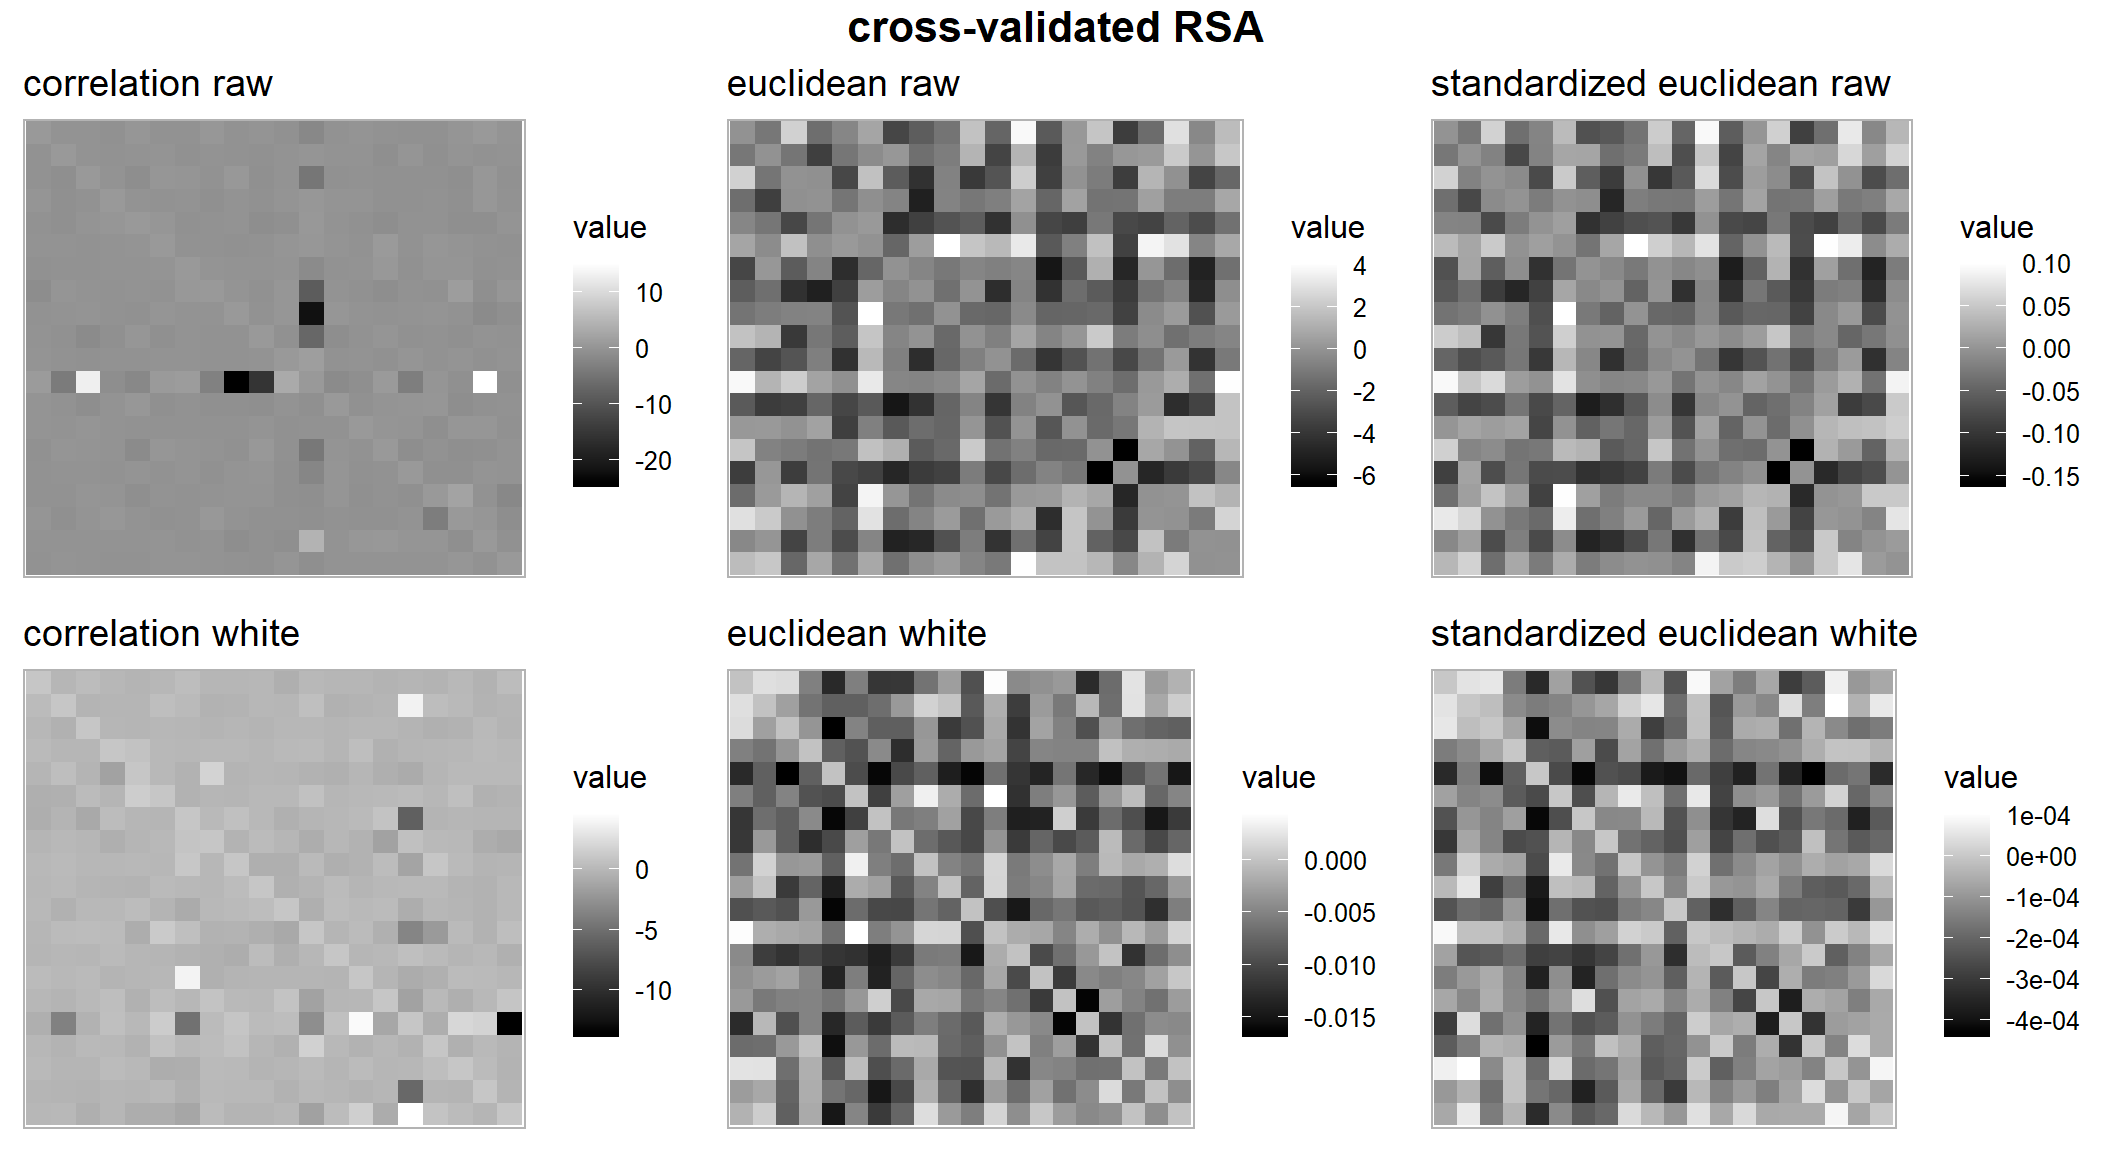 cross-validated RSA
correlation raw
value
10
0
-10
-20
euclidean raw
value
4
2
0
-2
-4
-6
standardized euclidean raw
value
0.10
0.05
0.00
-0.05
-0.10
-0.15
correlation white
value
0
-5
-10
euclidean white
value
0.000
-0.005
-0.010
-0.015
standardized euclidean white
value
1e-04
0e+00
-1e-04
-2e-04
-3e-04
-4e-04